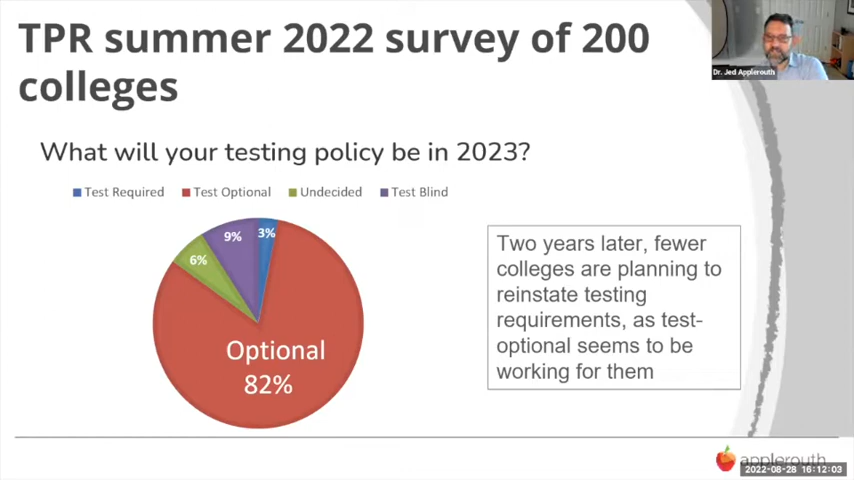 TPR summer 2022 survey of 200
colleges
Dr. Jed Applerouth
What will your testing policy be in 2023?
Test Required Test Optional Undecided Test Blind
3%
9%
6%
Optional
82%
Two years later, fewer
colleges are planning to
reinstate testing
requirements, as test-
optional seems to be
working for them
applerouth
2022-08-28 16:12:03